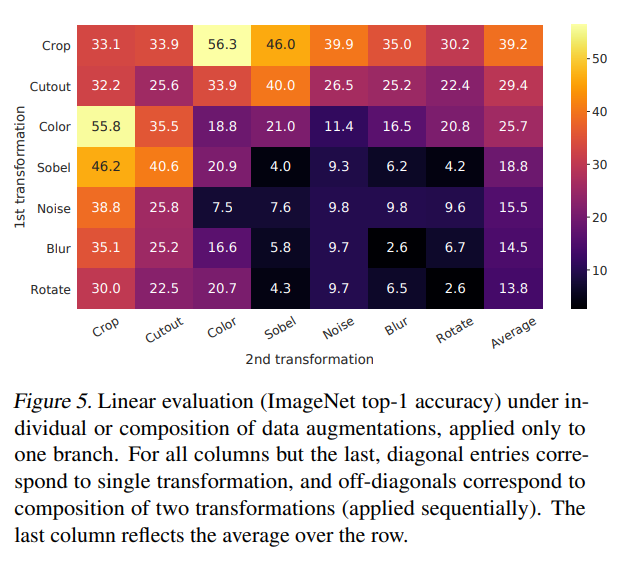 Crop 33.1 33.9 56.3 46.0 39.9 35.0 30.2 39.2
Cutout 32.2 25.6 33.9 40.0 26.5 25.2 22.4 29.4
Color 55.8 35.5 18.8 21.0 11.4 16.5 20.8 25.7
Sobel 46.2 40.6 20.9 4.0 9.3 6.2 4.2 18.8
Noise 38.8 25.8 7.5 7.6 9.8 9.8 9.6 15.5
Blur 35.1 25.2 16.6 5.8 9.7 2.6 6.7 14.5
Rotate 30.0 22.5 20.7 4.3 9.7 6.5 2.6 13.8
1st transformation
Crop Cutout Color Sobel Noise Blur Rotate Average
2nd transformation
50
40
30
20
10
Figure 5. Linear evaluation (ImageNet top-1 accuracy) under in-
dividual or composition of data augmentations, applied only to
one branch. For all columns but the last, diagonal entries corre-
spond to single transformation, and off-diagonals correspond to
composition of two transformations (applied sequentially). The
last column reflects the average over the row.